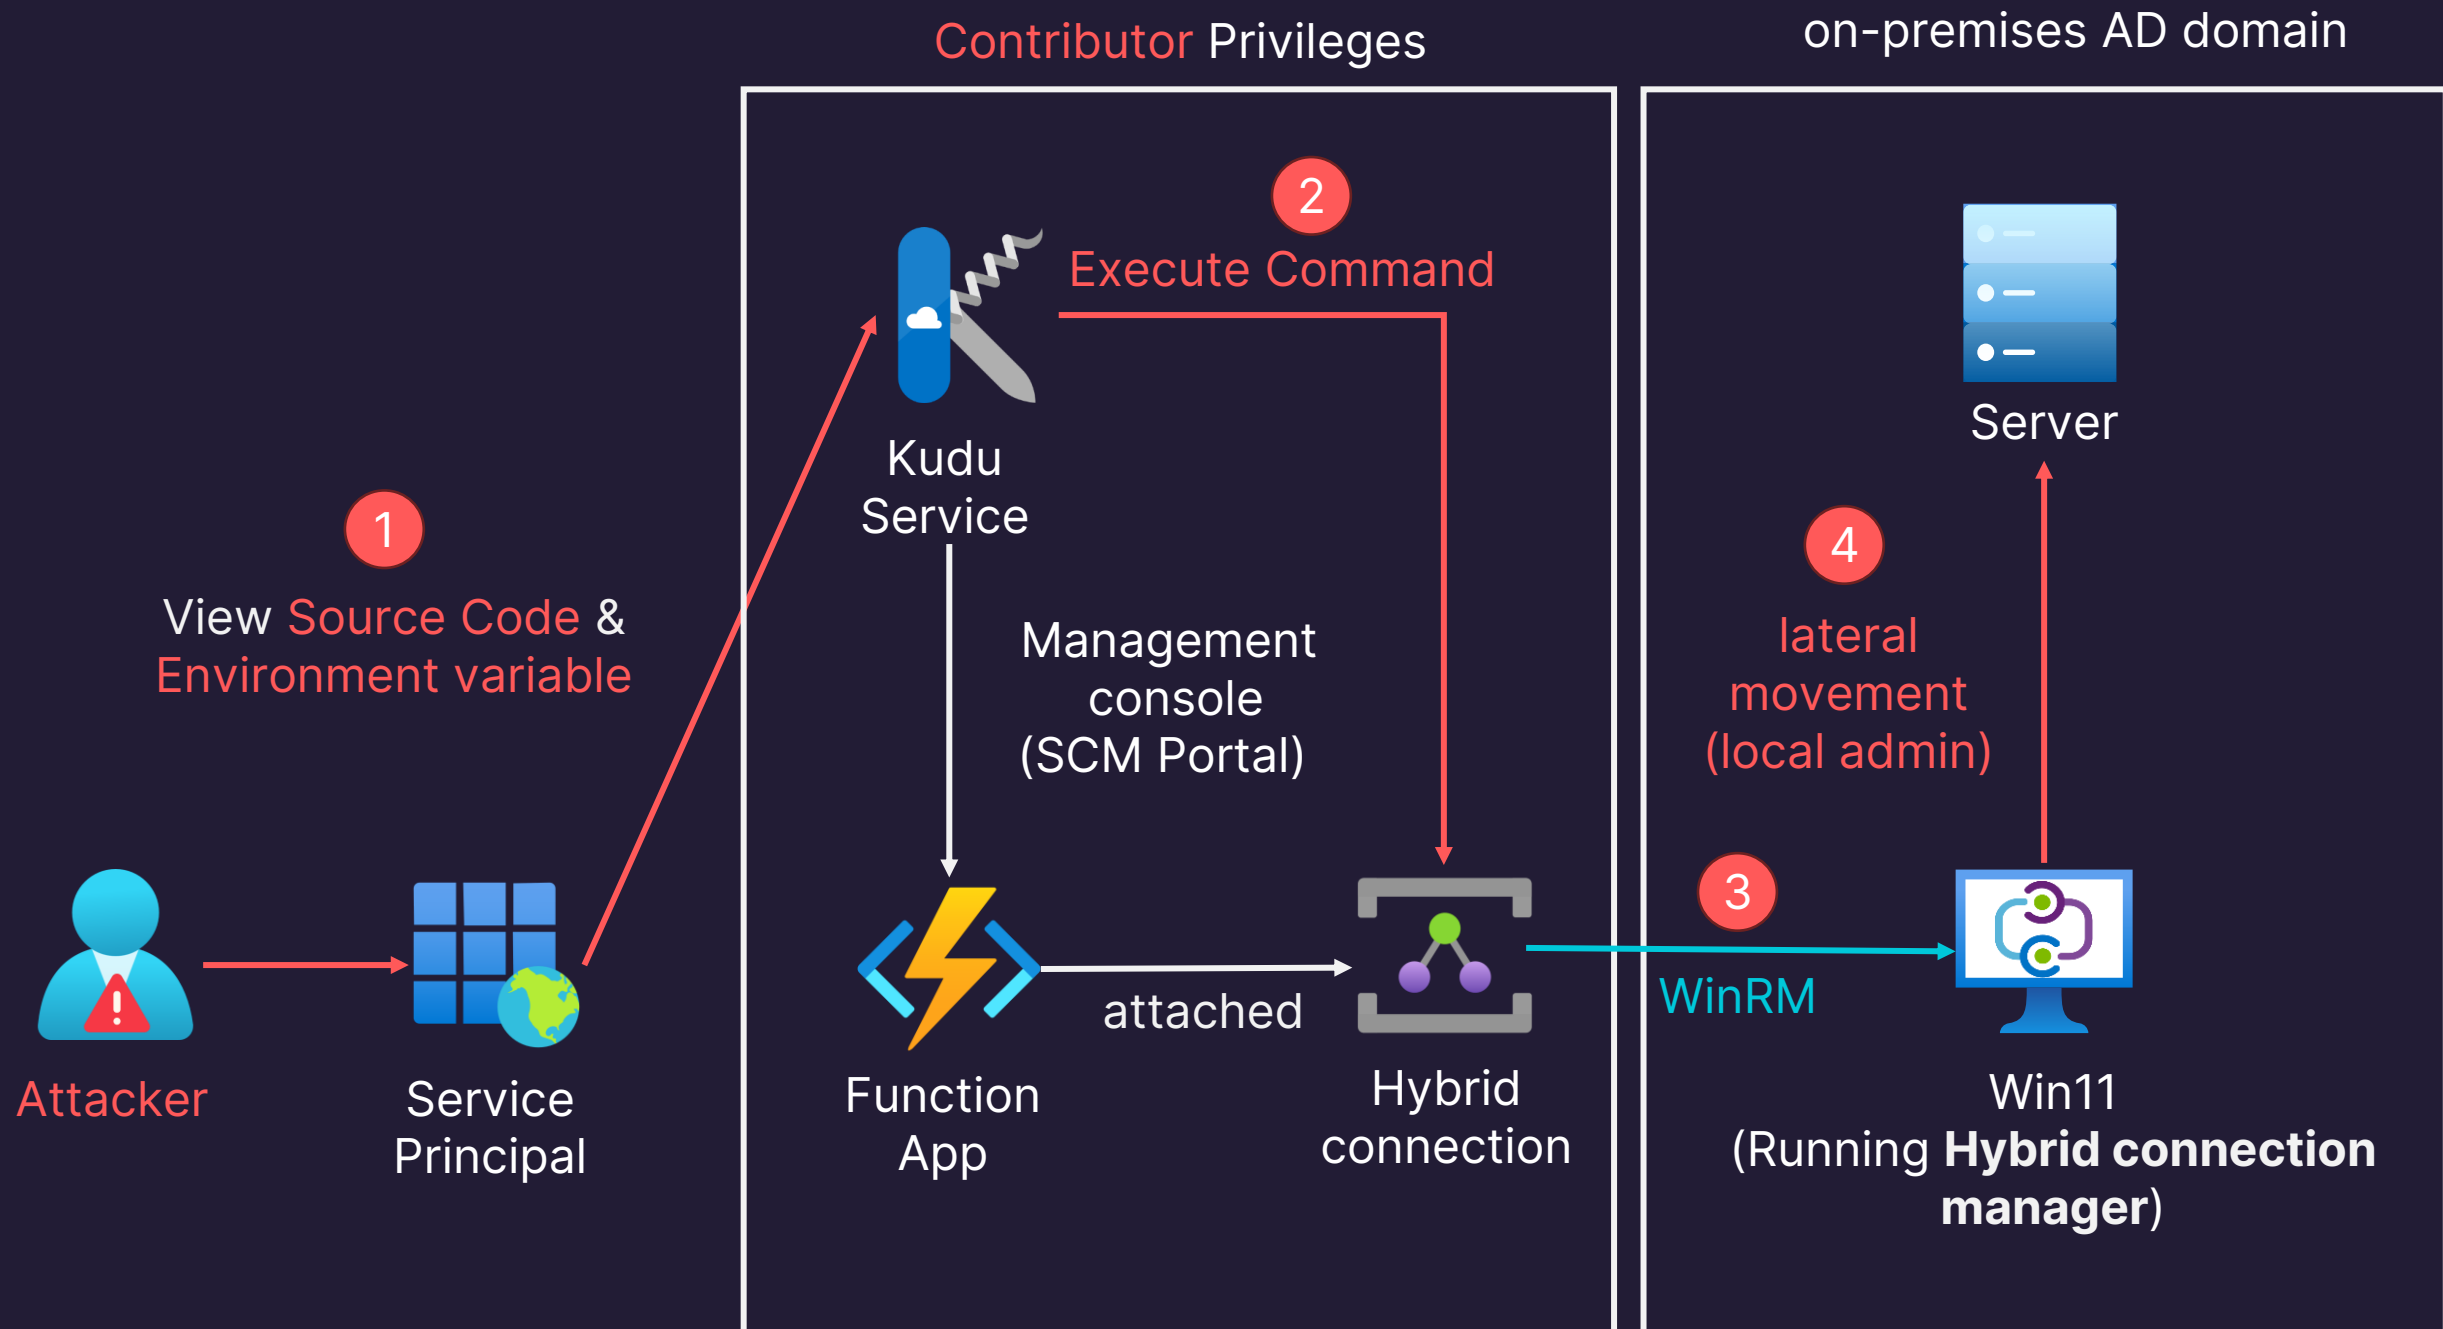 Contributor Privileges
on-premises AD domain
2
Execute Command
Server
Kudu
Service
1
View Source Code &
Environment variable
4
lateral
movement
(local admin)
Management
console
(SCM Portal)
3
WinRM
attached
Attacker
Service
Principal
Function
App
Hybrid
connection
Win11
(Running Hybrid connection
manager)